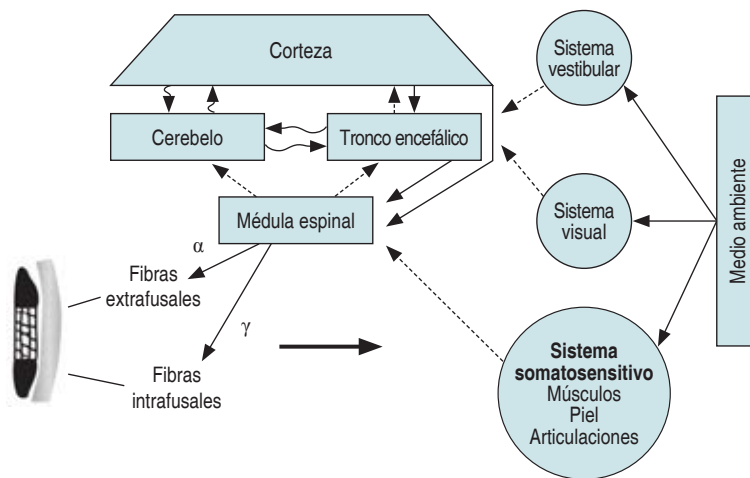 Corteza
Sistema
vestibular
Cerebelo
Tronco encefálico
Sistema
visual
Medio ambiente
Médula espinal
α
Fibras
extrafusales
γ
Fibras
intrafusales
Sistema
somatosensitivo
Músculos
Piel
Articulaciones